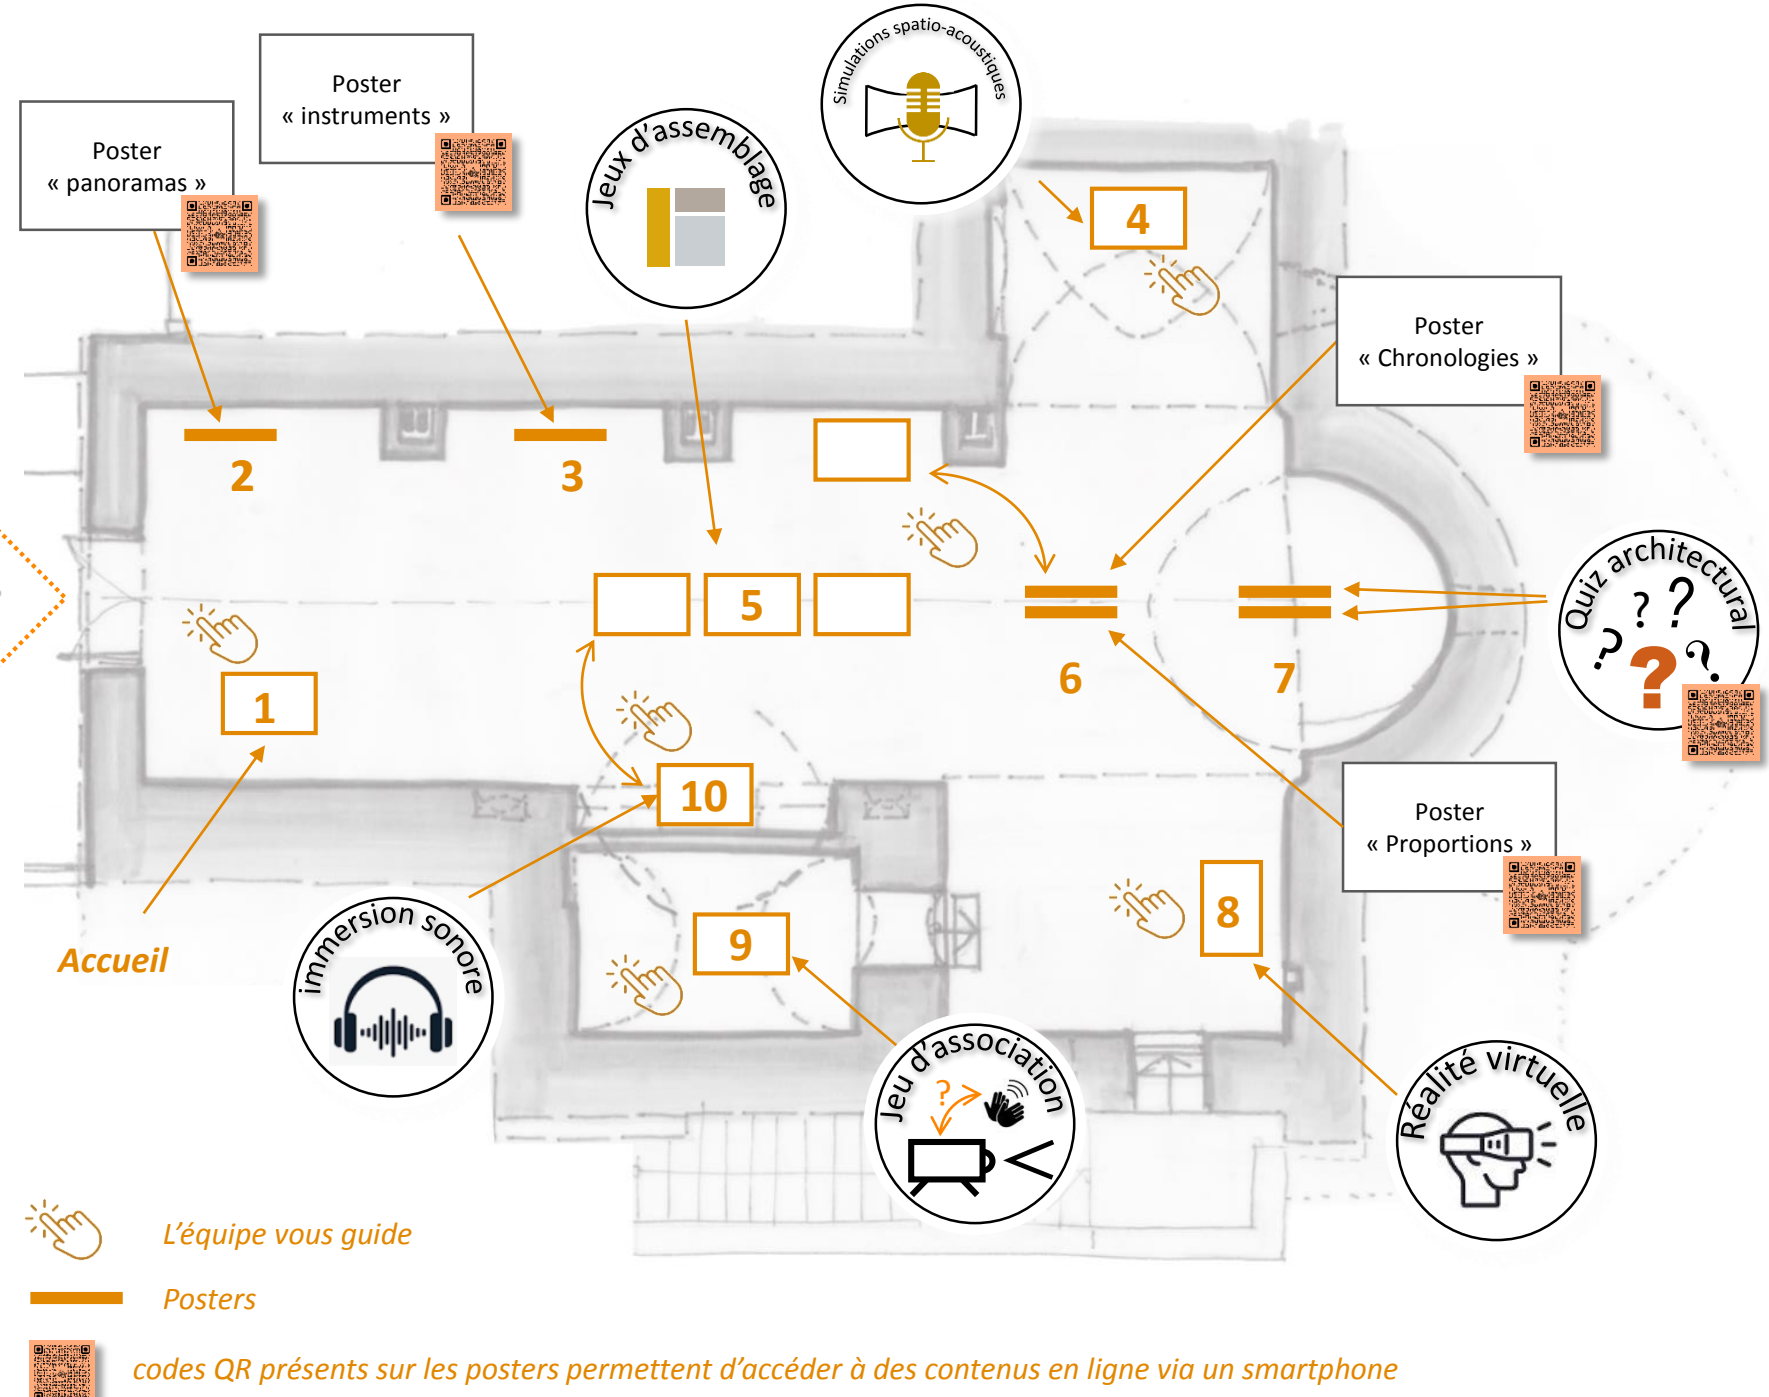 Simulations spatio-acoustiques
Poster
« instruments »
Poster
« panoramas »
Jeux d’assemblage
4
Poster
« Chronologies »
2
3
Quiz architectural
? ? ? ? ?
5
6
7
1
10
Poster
« Proportions »
8
9
Accueil
immersion sonore
Jeu d’association
?
Réalité virtuelle
L’équipe vous guide
Posters
codes QR présents sur les posters permettent d’accéder à des contenus en ligne via un smartphone